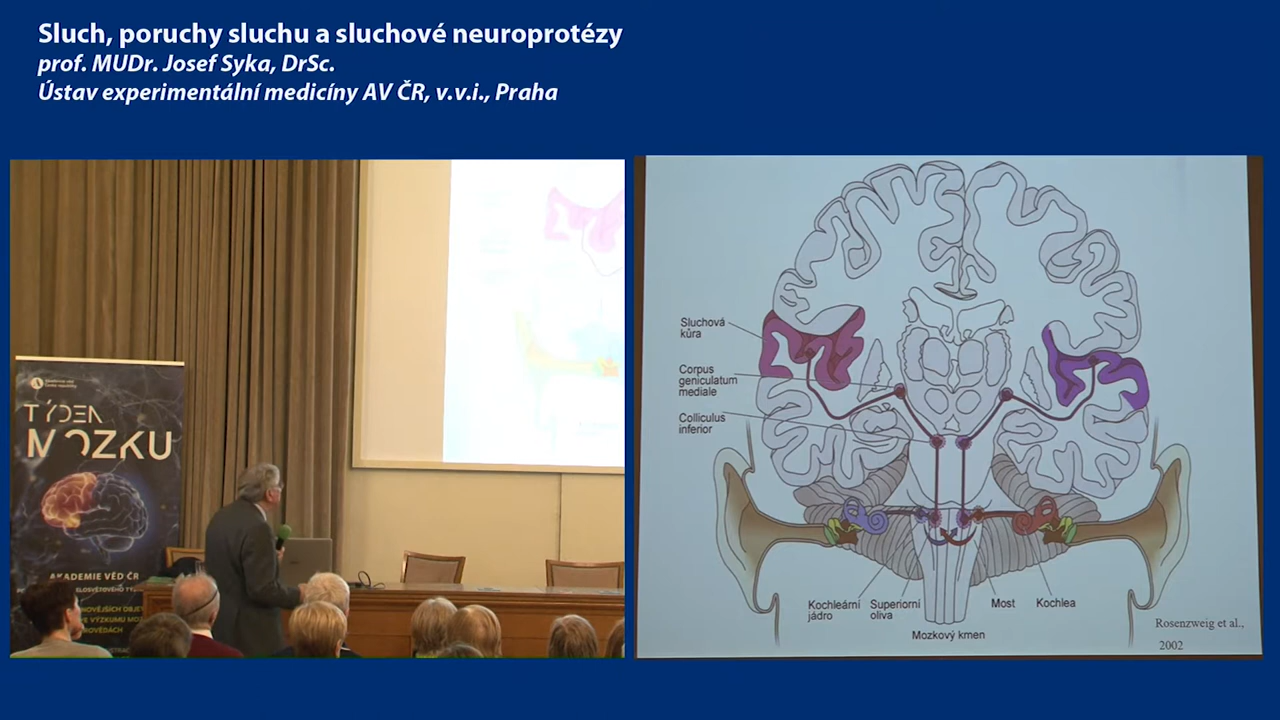 Sluch, poruchy sluchu a sluchové neuroprotézy
prof. MUDr. Josef Syka, DrSc.
Ústav experimentální medicíny AV ČR, v.v.i., Praha
TÝDEN
MOZKU
AKADEMIE VĚD ČR
Sluchová
kůra
Corpus
geniculatum
mediale
Colliculus
inferior
Kochleární
jádro
Superiorní
oliva
Most
Kochlea
Mozkový kmen
Rosenzweig et al.,
2002